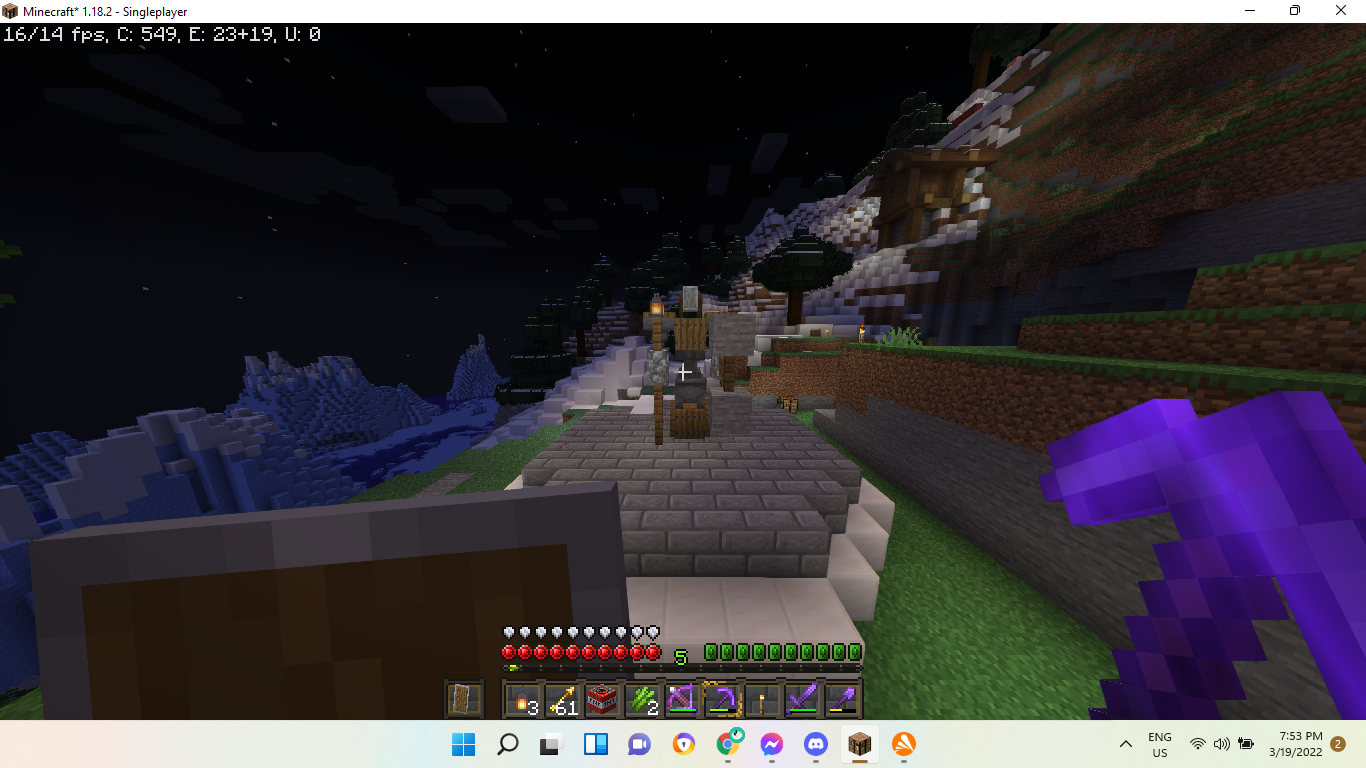 Minecraft* 1.18.2 - Singleplayer
16/14 fps, C: 549, E: 23+19, U: 0
5
3
61
TNT
2
ENG
US
7:53 PM
3/19/2022
2